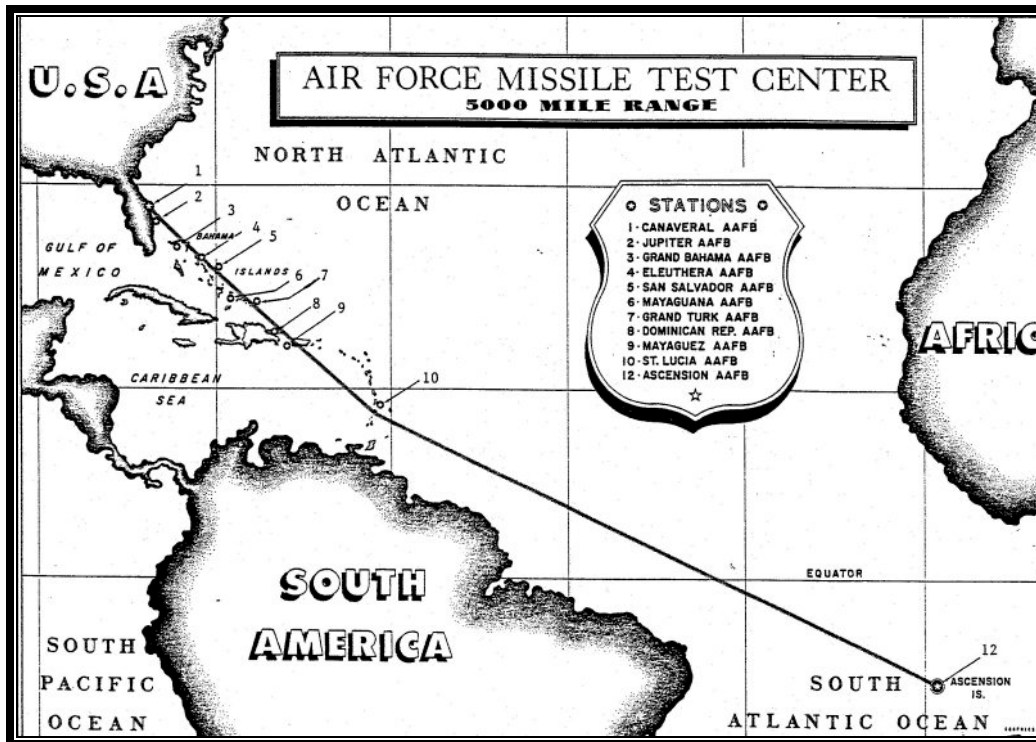 U.S.A
AIR FORCE MISSILE TEST CENTER
5000 MILE RANGE
NORTH ATLANTIC
OCEAN
1
2
3
BAHAMA
4
5
ISLANDS
6
7
8
9
10
GULF OF
MEXICO
CARIBBEAN
SEA
STATIONS
1 - CANAVERAL AAFB
2 - JUPITER AAFB
3 - GRAND BAHAMA AAFB
4 - ELEUTHERA AAFB
5 - SAN SALVADOR AAFB
6 - MAYAGUANA AAFB
7 - GRAND TURK AAFB
8 - DOMINICAN REP. AAFB
9 - MAYAGUEZ AAFB
10 - ST. LUCIA AAFB
12 - ASCENSION AAFB
AFRIC
SOUTH
AMERICA
EQUATOR
SOUTH
PACIFIC
OCEAN
12
ASCENSION
IS.
SOUTH
ATLANTIC OCEAN